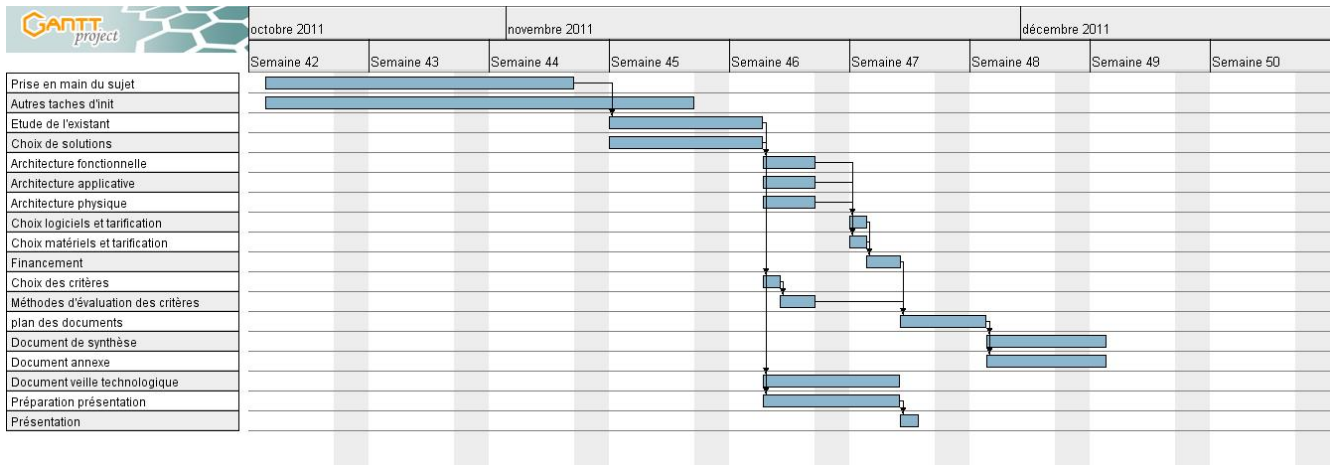 GANTT
project
octobre 2011
novembre 2011
décembre 2011
Semaine 42
Semaine 43
Semaine 44
Semaine 45
Semaine 46
Semaine 47
Semaine 48
Semaine 49
Semaine 50
Prise en main du sujet
Autres taches d'init
Etude de l'existant
Choix de solutions
Architecture fonctionnelle
Architecture applicative
Architecture physique
Choix logiciels et tarification
Choix matériels et tarification
Financement
Choix des critères
Méthodes d'évaluation des critères
plan des documents
Document de synthèse
Document annexe
Document veille technologique
Préparation présentation
Présentation